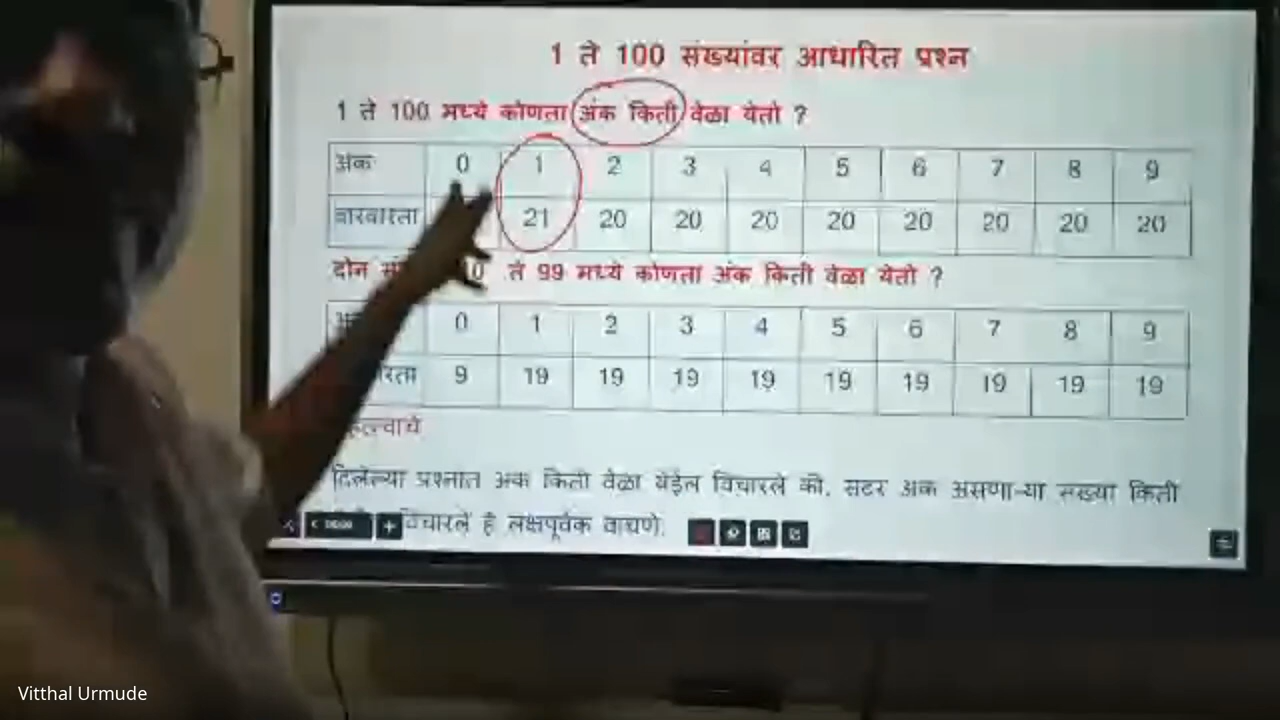 1 ते 100 संख्यांवर आधारित प्रश्न
1 ते 100 मध्ये कोणता अंक किती वेळा येतो ?
अंक 0 1 2 3 4 5 6 7 8 9
वारंवारता 21 20 20 20 20 20 20 20 20
दोन ते 99 मध्ये कोणता अंक किती वेळा येतो ?
0 1 2 3 4 5 6 7 8 9
9 19 19 19 19 19 19 19 19 19
दिलेल्या प्रश्नात अंक किती वेळा येईल विचारले की, सदर अंक असणाऱ्या संख्या किती
विचारले हे लक्षपूर्वक वाचणे.
Vitthal Urmude